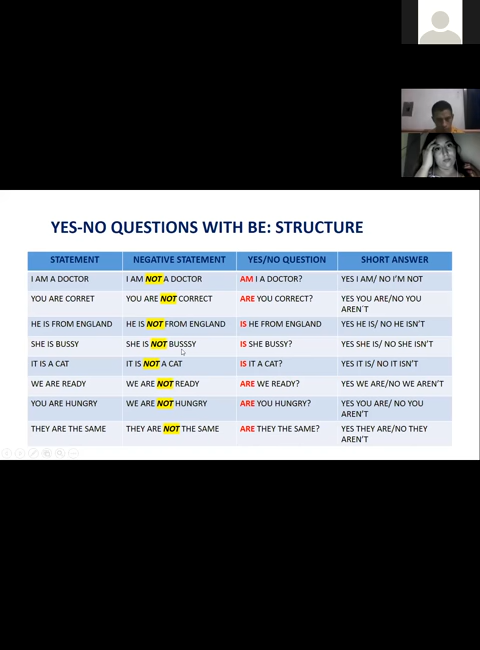 YES-NO QUESTIONS WITH BE: STRUCTURE
STATEMENT NEGATIVE STATEMENT YES/NO QUESTION SHORT ANSWER
I AM A DOCTOR I AM NOT A DOCTOR AM I A DOCTOR? YES I AM/ NO I'M NOT
YOU ARE CORRET YOU ARE NOT CORRECT ARE YOU CORRECT? YES YOU ARE/NO YOU
AREN´T
HE IS FROM ENGLAND HE IS NOT FROM ENGLAND IS HE FROM ENGLAND YES HE IS/ NO HE ISN'T
SHE IS BUSSY SHE IS NOT BUSSSY IS SHE BUSSY? YES SHE IS/ NO SHE ISN'T
IT IS A CAT IT IS NOT A CAT IS IT A CAT? YES IT IS/ NO IT ISN'T
WE ARE READY WE ARE NOT READY ARE WE READY? YES WE ARE/NO WE AREN'T
YOU ARE HUNGRY WE ARE NOT HUNGRY ARE YOU HUNGRY? YES YOU ARE/ NO YOU
AREN'T
THEY ARE THE SAME THEY ARE NOT THE SAME ARE THEY THE SAME? YES THEY ARE/NO THEY
AREN'T